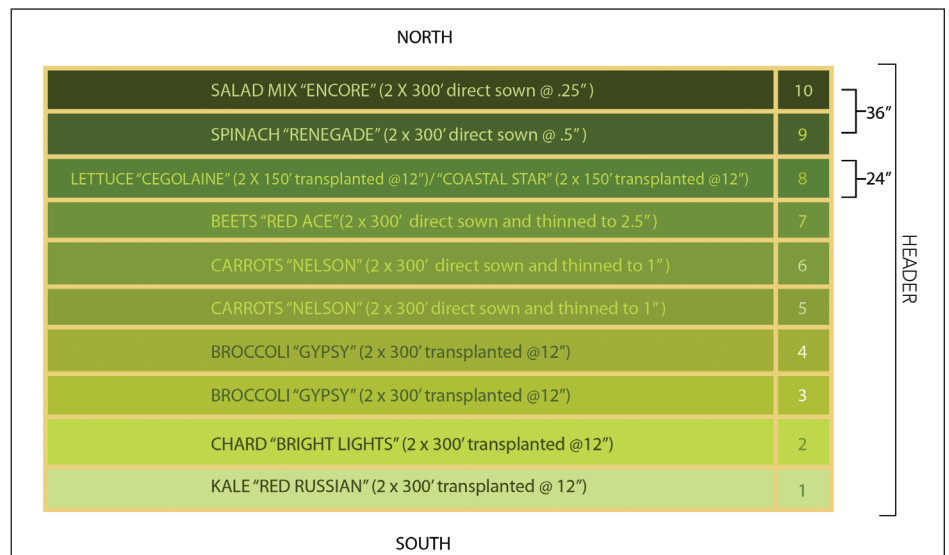 NORTH
SALAD MIX “ENCORE” (2 X 300’ direct sown @ .25”) 10
36”
SPINACH “RENEGADE” (2 x 300’ direct sown @ .5”) 9
LETTUCE “CEGOLAINE” (2 X 150’ transplanted @12”)/ “COASTAL STAR” (2 x 150’ transplanted @12”) 8
24”
BEETS “RED ACE”(2 x 300’ direct sown and thinned to 2.5”) 7
CARROTS “NELSON” (2 x 300’ direct sown and thinned to 1”) 6
CARROTS “NELSON” (2 x 300’ direct sown and thinned to 1”) 5
BROCCOLI “GYPSY” (2 x 300’ transplanted @12”) 4
BROCCOLI “GYPSY” (2 x 300’ transplanted @12”) 3
CHARD “BRIGHT LIGHTS” (2 x 300’ transplanted @12”) 2
KALE “RED RUSSIAN” (2 x 300’ transplanted @ 12”) 1
HEADER
SOUTH